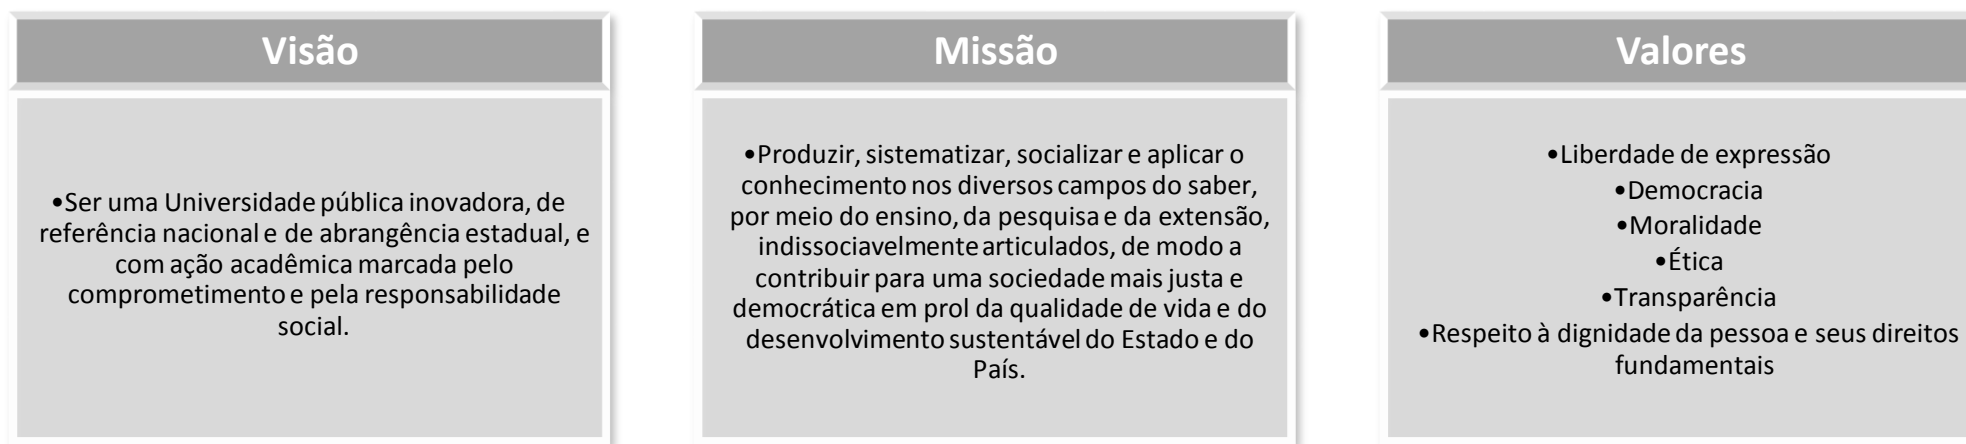 Visão
•Ser uma Universidade pública inovadora, de
referência nacional e de abrangência estadual, e
com ação acadêmica marcada pelo
comprometimento e pela responsabilidade
social.
Missão
•Produzir, sistematizar, socializar e aplicar o
conhecimento nos diversos campos do saber,
por meio do ensino, da pesquisa e da extensão,
indissociavelmente articulados, de modo a
contribuir para uma sociedade mais justa e
democrática em prol da qualidade de vida e do
desenvolvimento sustentável do Estado e do
País.
Valores
•Liberdade de expressão
•Democracia
•Moralidade
•Ética
•Transparência
•Respeito à dignidade da pessoa e seus direitos
fundamentais